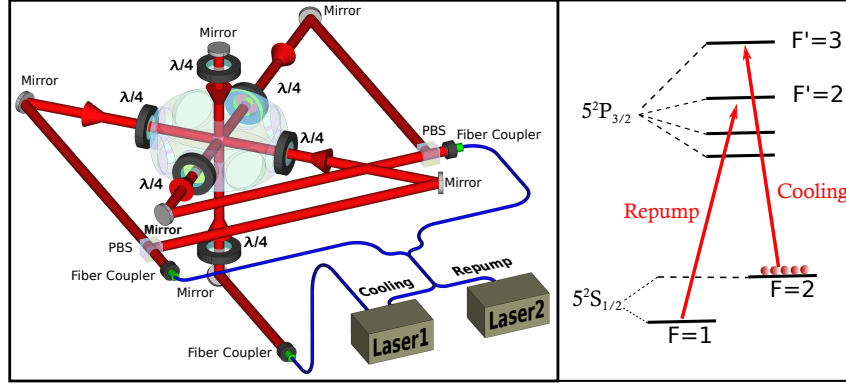 Mirror
Mirror
λ/4
λ/4
Mirror
λ/4
λ/4
PBS
Fiber Coupler
λ/4
Mirror
Mirror
PBS
λ/4
Fiber Coupler
Mirror
Cooling
Repump
Fiber Coupler
Laser1
Laser2
F'=3
F'=2
5²P₃/₂
Cooling
Repump
5²S₁/₂
F=2
F=1